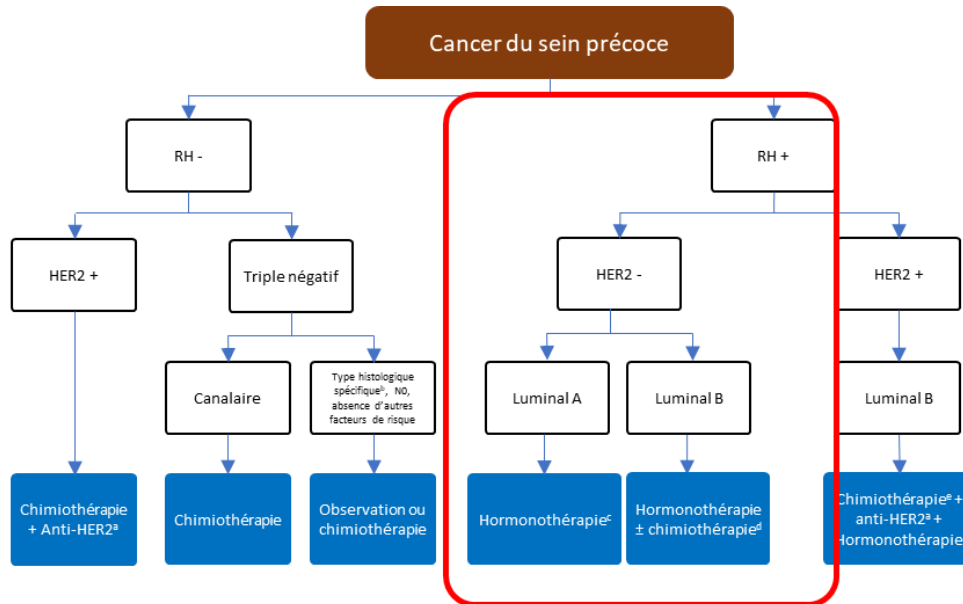 Cancer du sein précoce
RH -
RH +
HER2 +
Triple négatif
HER2 -
HER2 +
Canalaire
Type histologique
spécifiqueᵇ, N0,
absence d'autres
facteurs de risque
Luminal A
Luminal B
Luminal B
Chimiothérapie
+ Anti-HER2ᵃ
Chimiothérapie
Observation ou
chimiothérapie
Hormonothérapieᶜ
Hormonothérapie
± chimiothérapieᵈ
Chimiothérapieᵉ +
anti-HER2ᵃ +
Hormonothérapie